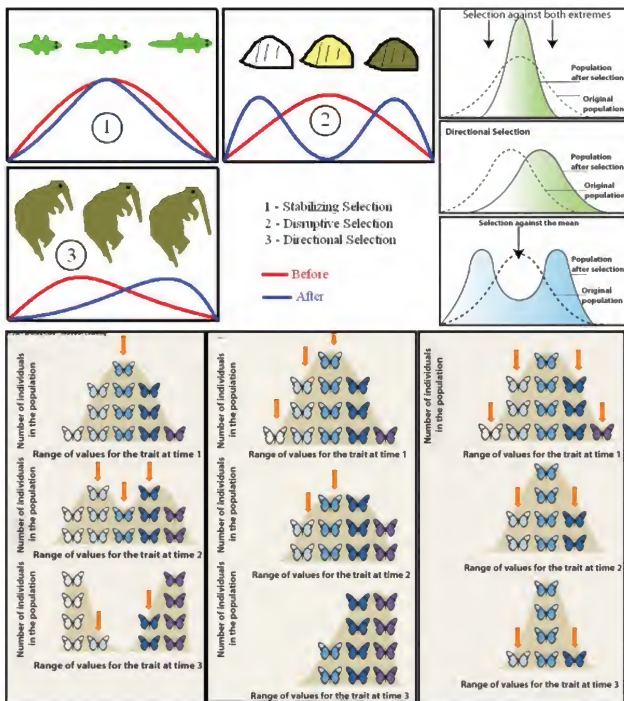 1
2
3
1 - Stabilizing Selection
2 - Disruptive Selection
3 - Directional Selection
Before
After
Selection against both extremes
Population
after selection
Original
population
Directional Selection
Population
after selection
Original
population
Selection against the mean
Population
after selection
Original
population
Number of individuals
in the population
Range of values for the trait at time 1
Number of individuals
in the population
Range of values for the trait at time 2
Number of individuals
in the population
Range of values for the trait at time 3
Number of individuals
in the population
Range of values for the trait at time 1
Number of individuals
in the population
Range of values for the trait at time 2
Number of individuals
in the population
Range of values for the trait at time 3
Number of individuals
in the population
Range of values for the trait at time 1
Range of values for the trait at time 2
Range of values for the trait at time 3